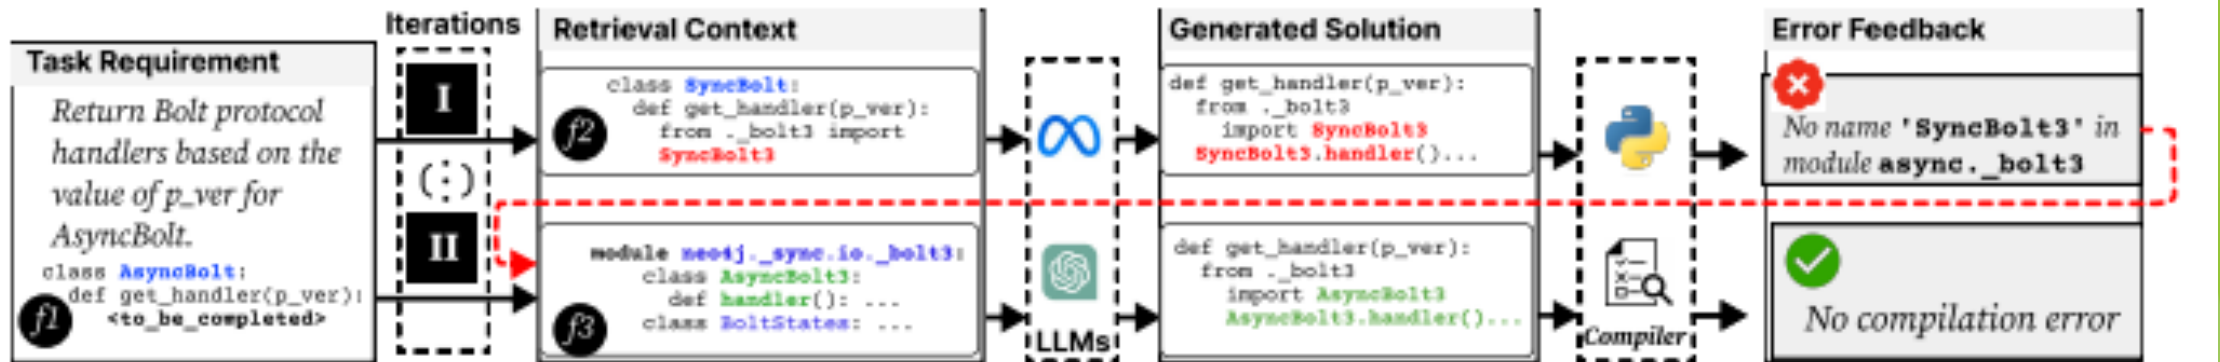 Task Requirement
Return Bolt protocol
handlers based on the
value of p_ver for
AsyncBolt.
class AsyncBolt:
def get_handler(p_ver):
<to_be_completed>
f1
Iterations
I
(:)
II
Retrieval Context
class SyncBolt:
def get_handler(p_ver):
from ._bolt3 import
SyncBolt3
f2
module neo4j._sync.io._bolt3:
class AsyncBolt3:
def handler(): ...
class BoltStates: ...
f3
LLMs
Generated Solution
def get_handler(p_ver):
from ._bolt3
import SyncBolt3
SyncBolt3.handler()...
def get_handler(p_ver):
from ._bolt3
import AsyncBolt3
AsyncBolt3.handler()...
Compiler
Error Feedback
No name 'SyncBolt3' in
module async._bolt3
No compilation error